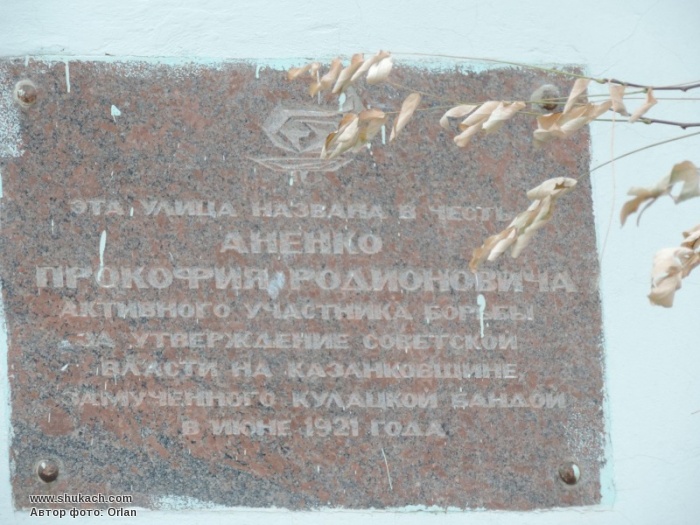 ЭТА УЛИЦА НАЗВАНА В ЧЕСТЬ
АНЕНКО
ПРОКОФИЯ РОДИОНОВИЧА
АКТИВНОГО УЧАСТНИКА БОРЬБЫ
ЗА УТВЕРЖДЕНИЕ СОВЕТСКОЙ
ВЛАСТИ НА КАЗАНКОВЩИНЕ
ЗАМУЧЕННОГО КУЛАЦКОЙ БАНДОЙ
В ИЮНЕ 1921 ГОДА
www.shukach.com
Автор фото: Orlan